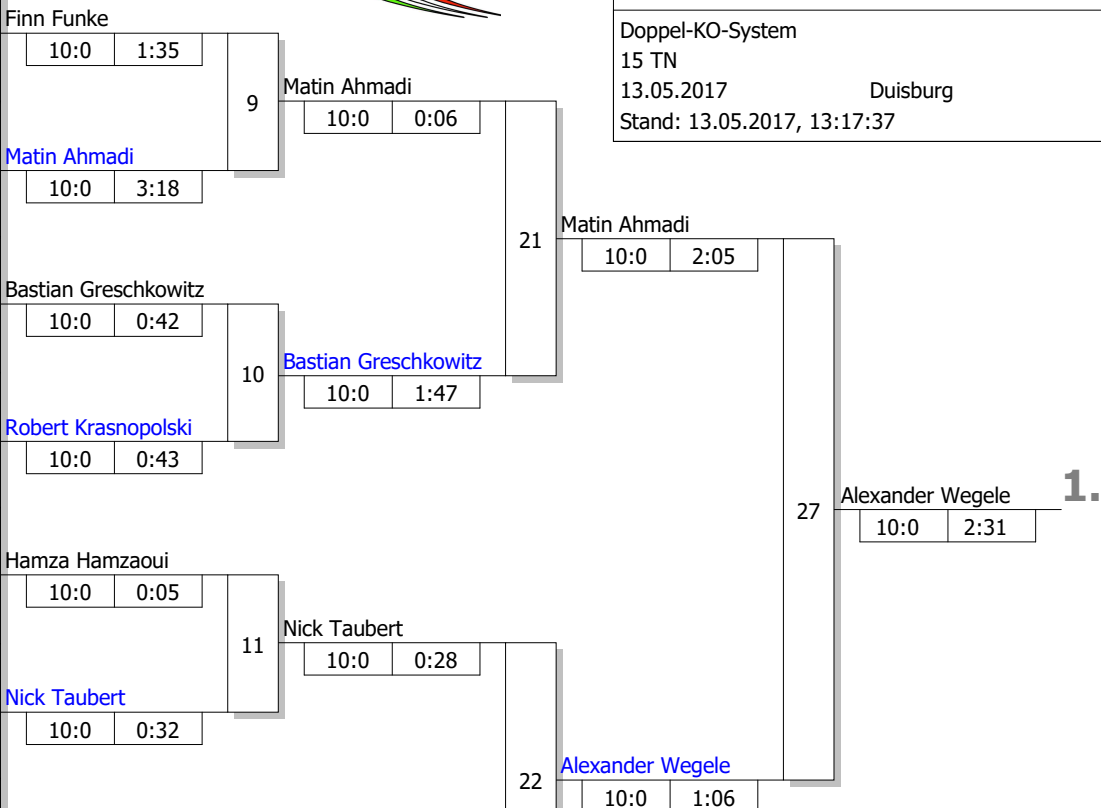 Finn Funke
10:0 1:35
Doppel-KO-System
15 TN
13.05.2017 Duisburg
Stand: 13.05.2017, 13:17:37
9
Matin Ahmadi
10:0 0:06
Matin Ahmadi
10:0 3:18
21
Matin Ahmadi
10:0 2:05
Bastian Greschkowitz
10:0 0:42
10
Bastian Greschkowitz
10:0 1:47
Robert Krasnopolski
10:0 0:43
27
Alexander Wegele 1.
10:0 2:31
Hamza Hamzaoui
10:0 0:05
11
Nick Taubert
10:0 0:28
Nick Taubert
10:0 0:32
22
Alexander Wegele
10:0 1:06